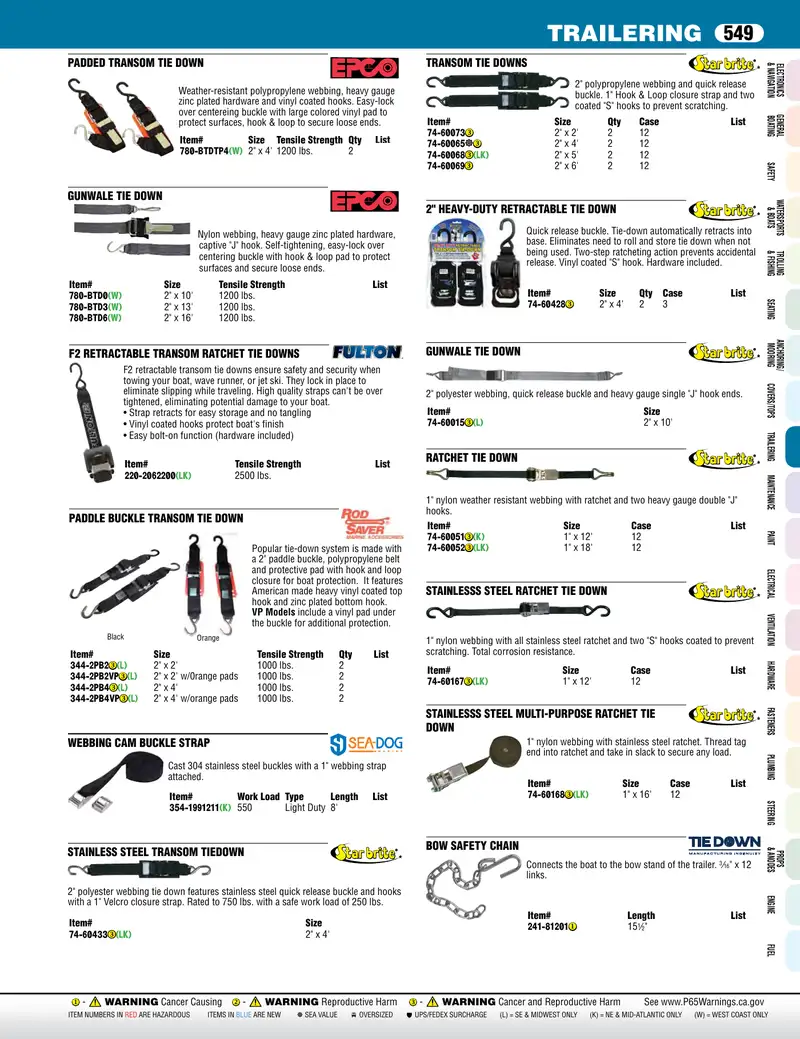 TRAILERING 549
PADDED TRANSOM TIE DOWN
EPCO
Weather-resistant polypropylene webbing, heavy gauge
zinc plated hardware and vinyl coated hooks. Easy-lock
over centereing buckle with large colored vinyl pad to
protect surfaces, hook & loop to secure loose ends.
Item# Size Tensile Strength Qty List
780-BTDTP4(W) 2" x 4' 1200 lbs. 2
GUNWALE TIE DOWN
EPCO
Nylon webbing, heavy gauge zinc plated hardware,
captive "J" hook. Self-tightening, easy-lock over
centering buckle with hook & loop pad to protect
surfaces and secure loose ends.
Item# Size Tensile Strength List
780-BTD0(W) 2" x 10' 1200 lbs.
780-BTD3(W) 2" x 13' 1200 lbs.
780-BTD6(W) 2" x 16' 1200 lbs.
F2 RETRACTABLE TRANSOM RATCHET TIE DOWNS
FULTON
F2 retractable transom tie downs ensure safety and security when
towing your boat, wave runner, or jet ski. They lock in place to
eliminate slipping while traveling. High quality straps can't be over
tightened, eliminating potential damage to your boat.
• Strap retracts for easy storage and no tangling
• Vinyl coated hooks protect boat's finish
• Easy bolt-on function (hardware included)
Item# Tensile Strength List
220-2062200(LK) 2500 lbs.
PADDLE BUCKLE TRANSOM TIE DOWN
ROD SAVER
MARINE ACCESSORIES
Popular tie-down system is made with
a 2" paddle buckle, polypropylene belt
and protective pad with hook and loop
closure for boat protection. It features
American made heavy vinyl coated top
hook and zinc plated bottom hook.
VP Models include a vinyl pad under
the buckle for additional protection.
Black Orange
Item# Size Tensile Strength Qty List
344-2PB2 3 (L) 2" x 2' 1000 lbs. 2
344-2PB2VP 3 (L) 2" x 2' w/Orange pads 1000 lbs. 2
344-2PB4 3 (L) 2" x 4' 1000 lbs. 2
344-2PB4VP 3 (L) 2" x 4' w/orange pads 1000 lbs. 2
WEBBING CAM BUCKLE STRAP
SEA-DOG
Cast 304 stainless steel buckles with a 1" webbing strap
attached.
Item# Work Load Type Length List
354-1991211(K) 550 Light Duty 8'
STAINLESS STEEL TRANSOM TIEDOWN
Star brite
2" polyester webbing tie down features stainless steel quick release buckle and hooks
with a 1" Velcro closure strap. Rated to 750 lbs. with a safe work load of 250 lbs.
Item# Size
74-60433 3 (LK) 2" x 4'
TRANSOM TIE DOWNS
Star brite
2" polypropylene webbing and quick release
buckle. 1" Hook & Loop closure strap and two
coated "S" hooks to prevent scratching.
Item# Size Qty Case List
74-60073 3 2" x 2' 2 12
74-60065 3 2" x 4' 2 12
74-60068 3 (LK) 2" x 5' 2 12
74-60069 3 2" x 6' 2 12
2" HEAVY-DUTY RETRACTABLE TIE DOWN
Star brite
Quick release buckle. Tie-down automatically retracts into
base. Eliminates need to roll and store tie down when not
being used. Two-step ratcheting action prevents accidental
release. Vinyl coated "S" hook. Hardware included.
Item# Size Qty Case List
74-60428 3 2" x 4' 2 3
GUNWALE TIE DOWN
Star brite
2" polyester webbing, quick release buckle and heavy gauge single "J" hook ends.
Item# Size
74-60015 3 (L) 2" x 10'
RATCHET TIE DOWN
Star brite
1" nylon weather resistant webbing with ratchet and two heavy gauge double "J"
hooks.
Item# Size Case List
74-60051 3 (K) 1" x 12' 12
74-60052 3 (LK) 1" x 18' 12
STAINLESSS STEEL RATCHET TIE DOWN
Star brite
1" nylon webbing with all stainless steel ratchet and two "S" hooks coated to prevent
scratching. Total corrosion resistance.
Item# Size Case List
74-60167 3 (LK) 1" x 12' 12
STAINLESSS STEEL MULTI-PURPOSE RATCHET TIE
DOWN
Star brite
1" nylon webbing with stainless steel ratchet. Thread tag
end into ratchet and take in slack to secure any load.
Item# Size Case List
74-60168 3 (LK) 1" x 16' 12
BOW SAFETY CHAIN
TIE DOWN
MANUFACTURING INGENUITY
Connects the boat to the bow stand of the trailer. 3/16" x 12
links.
Item# Length List
241-81201 1 15½"
ELECTRONICS
& NAVIGATION
GENERAL
BOATING
SAFETY
WATERSPORTS
& BOATS
TROLLING
& FISHING
SEATING
ANCHORING/
MOORING
COVERS/TOPS
TRAILERING
MAINTENANCE
PAINT
ELECTRICAL
VENTILATION
HARDWARE
FASTENERS
PLUMBING
STEERING
PROPS
& ANODES
ENGINE
FUEL
1 - WARNING Cancer Causing 2 - WARNING Reproductive Harm 3 - WARNING Cancer and Reproductive Harm See www.P65Warnings.ca.gov
ITEM NUMBERS IN RED ARE HAZARDOUS ITEMS IN BLUE ARE NEW SEA VALUE OVERSIZED UPS/FEDEX SURCHARGE (L) = SE & MIDWEST ONLY (K) = NE & MID-ATLANTIC ONLY (W) = WEST COAST ONLY